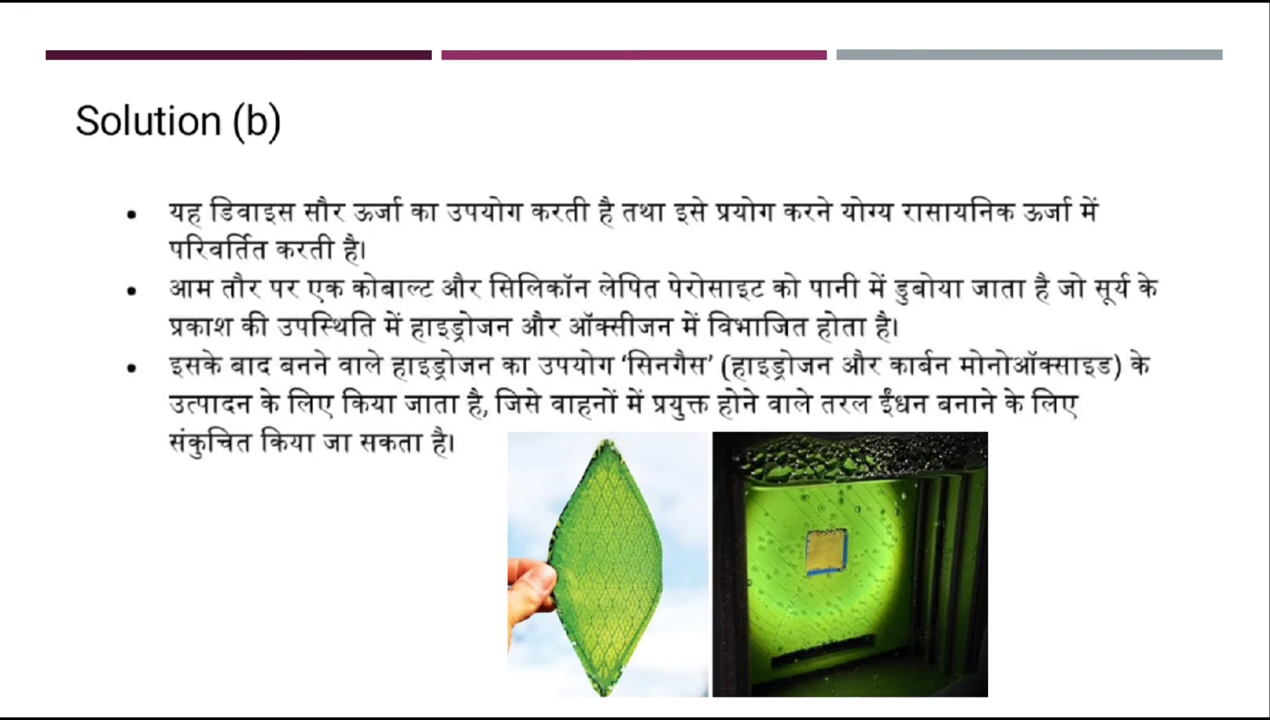 Solution (b)
• यह डिवाइस सौर ऊर्जा का उपयोग करती है तथा इसे प्रयोग करने योग्य रासायनिक ऊर्जा में
परिवर्तित करती है।
• आम तौर पर एक कोबाल्ट और सिलिकॉन लेपित पेरोसाइट को पानी में डुबोया जाता है जो सूर्य के
प्रकाश की उपस्थिति में हाइड्रोजन और ऑक्सीजन में विभाजित होता है।
• इसके बाद बनने वाले हाइड्रोजन का उपयोग ‘सिनगैस’ (हाइड्रोजन और कार्बन मोनोऑक्साइड) के
उत्पादन के लिए किया जाता है, जिसे वाहनों में प्रयुक्त होने वाले तरल ईंधन बनाने के लिए
संकुचित किया जा सकता है।